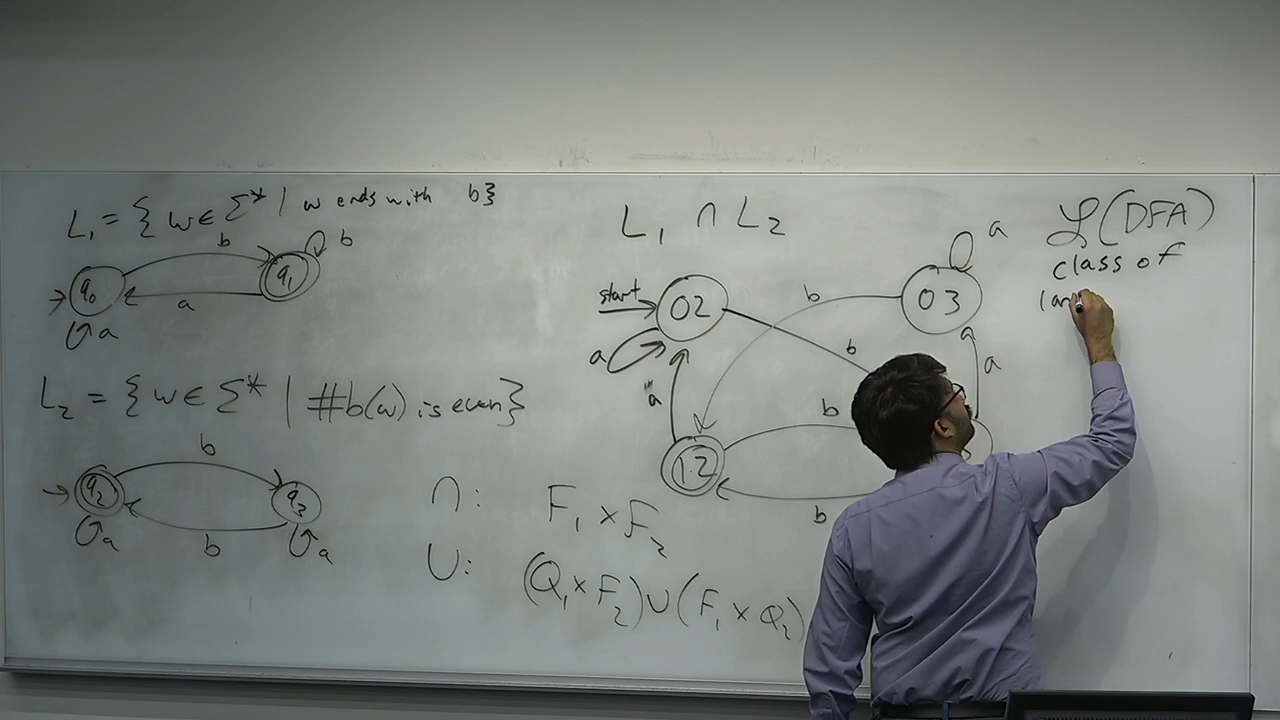 L₁ = { w ∈ Σ* | w ends with b}
b
b
q₀
q₁
a
a
L₂ = { w ∈ Σ* | #b(w) is even}
b
q₂
q₃
a
b
a
∩: F₁ × F₂
∪: (Q₁ × F₂) ∪ (F₁ × Q₂)
L₁ ∩ L₂
a
start
02
b
03
a
b
a
a
b
12
b
ℒ(DFA)
class of
lan